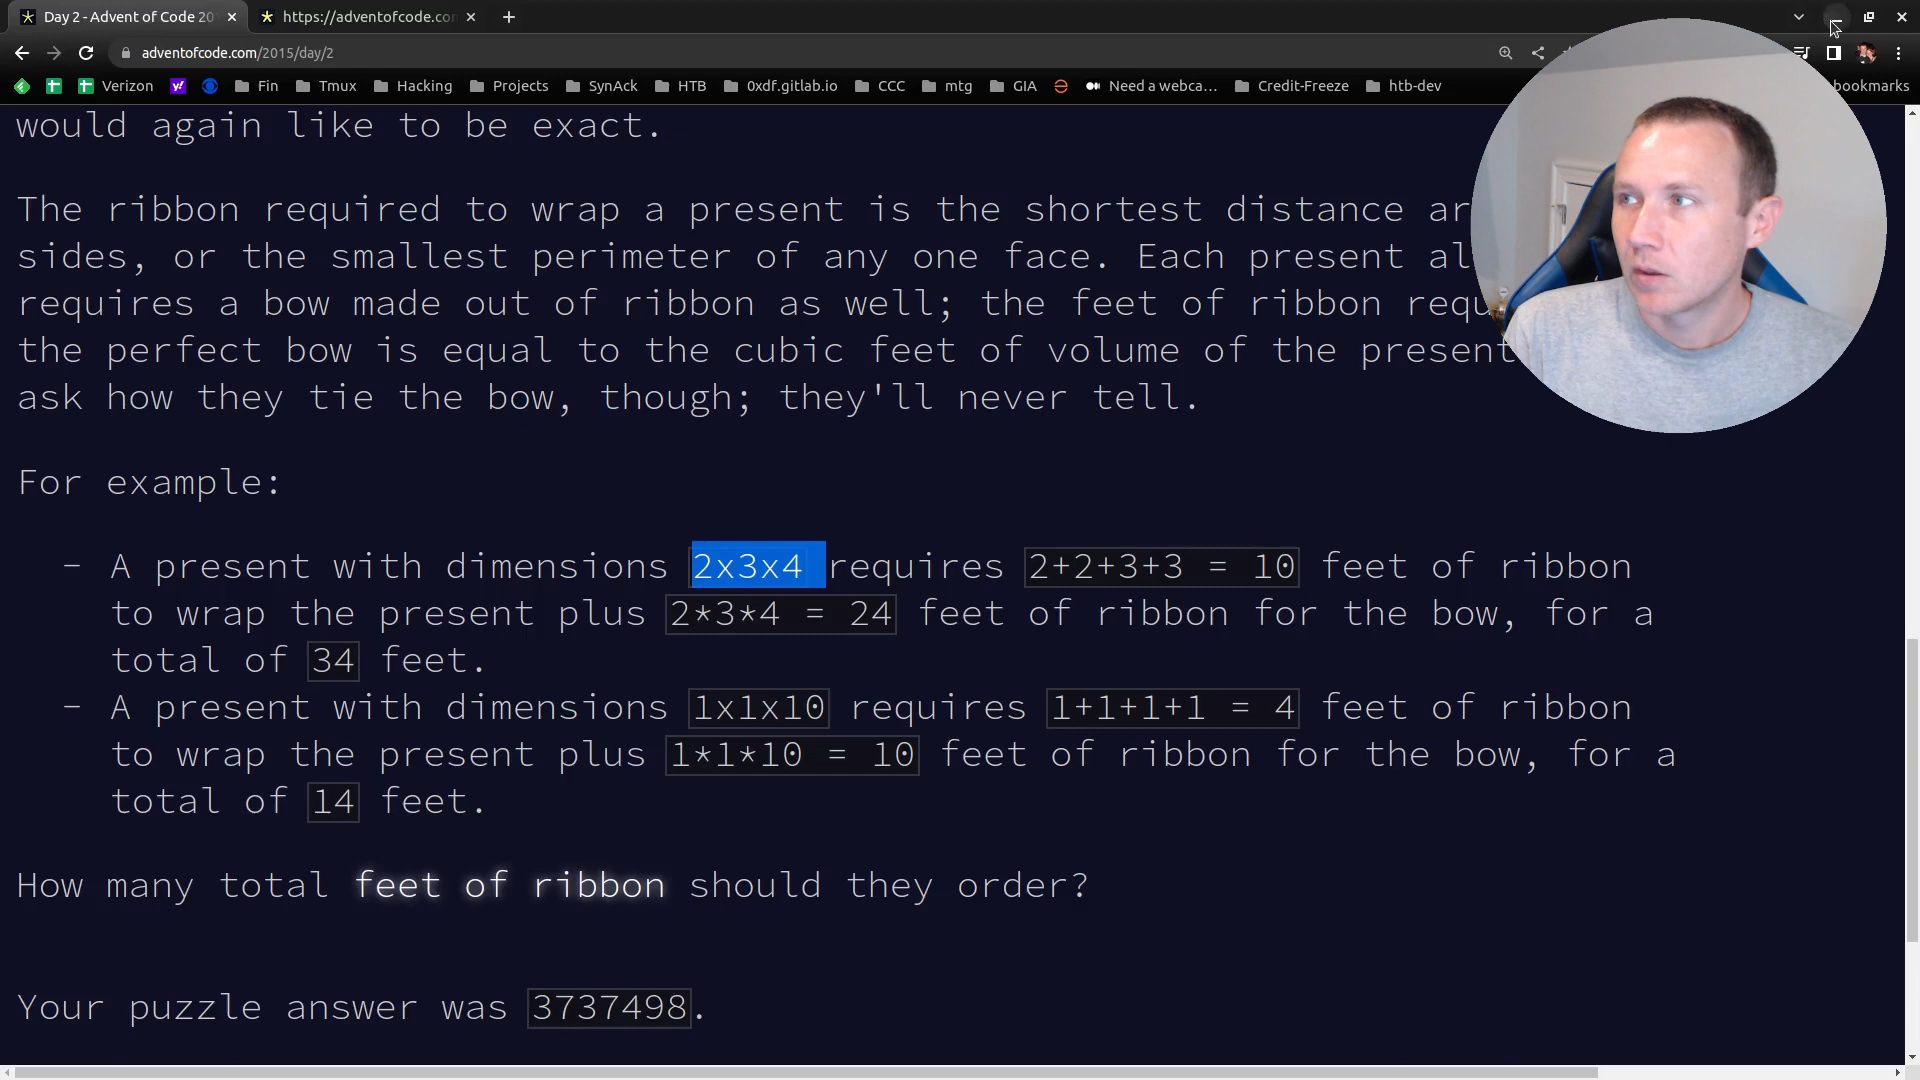 Day 2 - Advent of Code 20
https://adventofcode.co
adventofcode.com/2015/day/2
Verizon
Fin
Tmux
Hacking
Projects
SynAck
HTB
0xdf.gitlab.io
CCC
mtg
GIA
Need a webca...
Credit-Freeze
htb-dev
bookmarks
would again like to be exact.
The ribbon required to wrap a present is the shortest distance
sides, or the smallest perimeter of any one face. Each present
requires a bow made out of ribbon as well; the feet of ribbon
the perfect bow is equal to the cubic feet of volume of the present
ask how they tie the bow, though; they'll never tell.
For example:
- A present with dimensions 2x3x4 requires 2+2+3+3 = 10 feet of ribbon
to wrap the present plus 2*3*4 = 24 feet of ribbon for the bow, for a
total of 34 feet.
- A present with dimensions 1x1x10 requires 1+1+1+1 = 4 feet of ribbon
to wrap the present plus 1*1*10 = 10 feet of ribbon for the bow, for a
total of 14 feet.
How many total feet of ribbon should they order?
Your puzzle answer was 3737498.